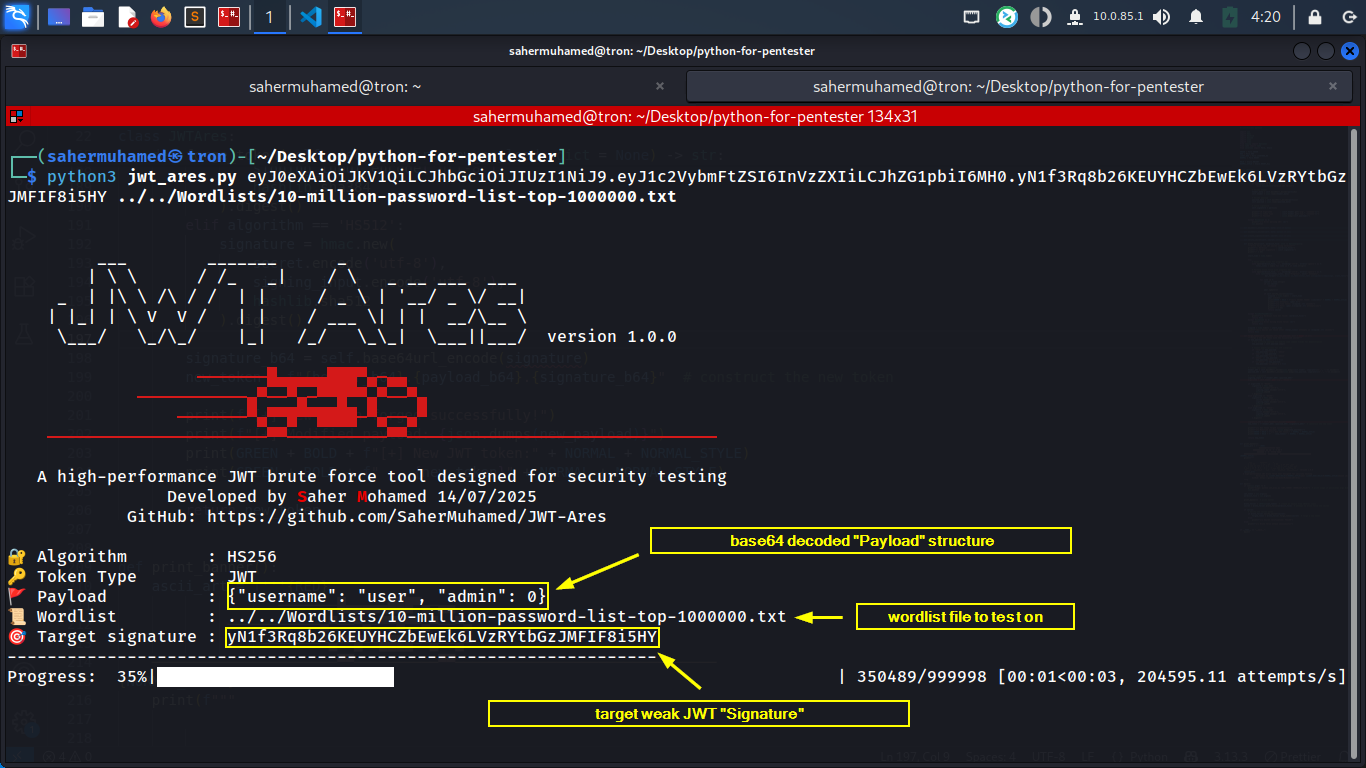 1
10.0.85.1
4:20
sahermuhamed@tron: ~/Desktop/python-for-pentester
sahermuhamed@tron: ~
sahermuhamed@tron: ~/Desktop/python-for-pentester
sahermuhamed@tron: ~/Desktop/python-for-pentester 134x31
(sahermuhamed㉿tron)-[~/Desktop/python-for-pentester]
$ python3 jwt_ares.py eyJ0eXAiOiJKV1QiLCJhbGciOiJIUzI1NiJ9.eyJ1c2VybmFtZSI6InVzZXIiLCJhZG1pbiI6MH0.yN1f3Rq8b26KEUYHCZbEwEk6LVzRYtbGz
JMFIF8i5HY ../../Wordlists/10-million-password-list-top-1000000.txt
JWT Ares
version 1.0.0
A high-performance JWT brute force tool designed for security testing
Developed by Saher Mohamed 14/07/2025
GitHub: https://github.com/SaherMuhamed/JWT-Ares
base64 decoded "Payload" structure
Algorithm : HS256
Token Type : JWT
Payload : {"username": "user", "admin": 0}
Wordlist : ../../Wordlists/10-million-password-list-top-1000000.txt
wordlist file to test on
Target signature : yN1f3Rq8b26KEUYHCZbEwEk6LVzRYtbGzJMFIF8i5HY
-----------------------------------------------------------------
Progress: 35%| | 350489/999998 [00:01<00:03, 204595.11 attempts/s]
target weak JWT "Signature"